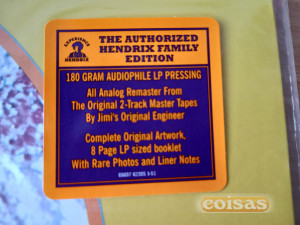 THE AUTHORIZED
HENDRIX FAMILY
EDITION
EXPERIENCE
HENDRIX
180 GRAM AUDIOPHILE LP PRESSING
All Analog Remaster From
The Original 2-Track Master Tapes
By Jimi's Original Engineer
Complete Original Artwork,
8 Page LP sized booklet
With Rare Photos and Liner Notes
coisas